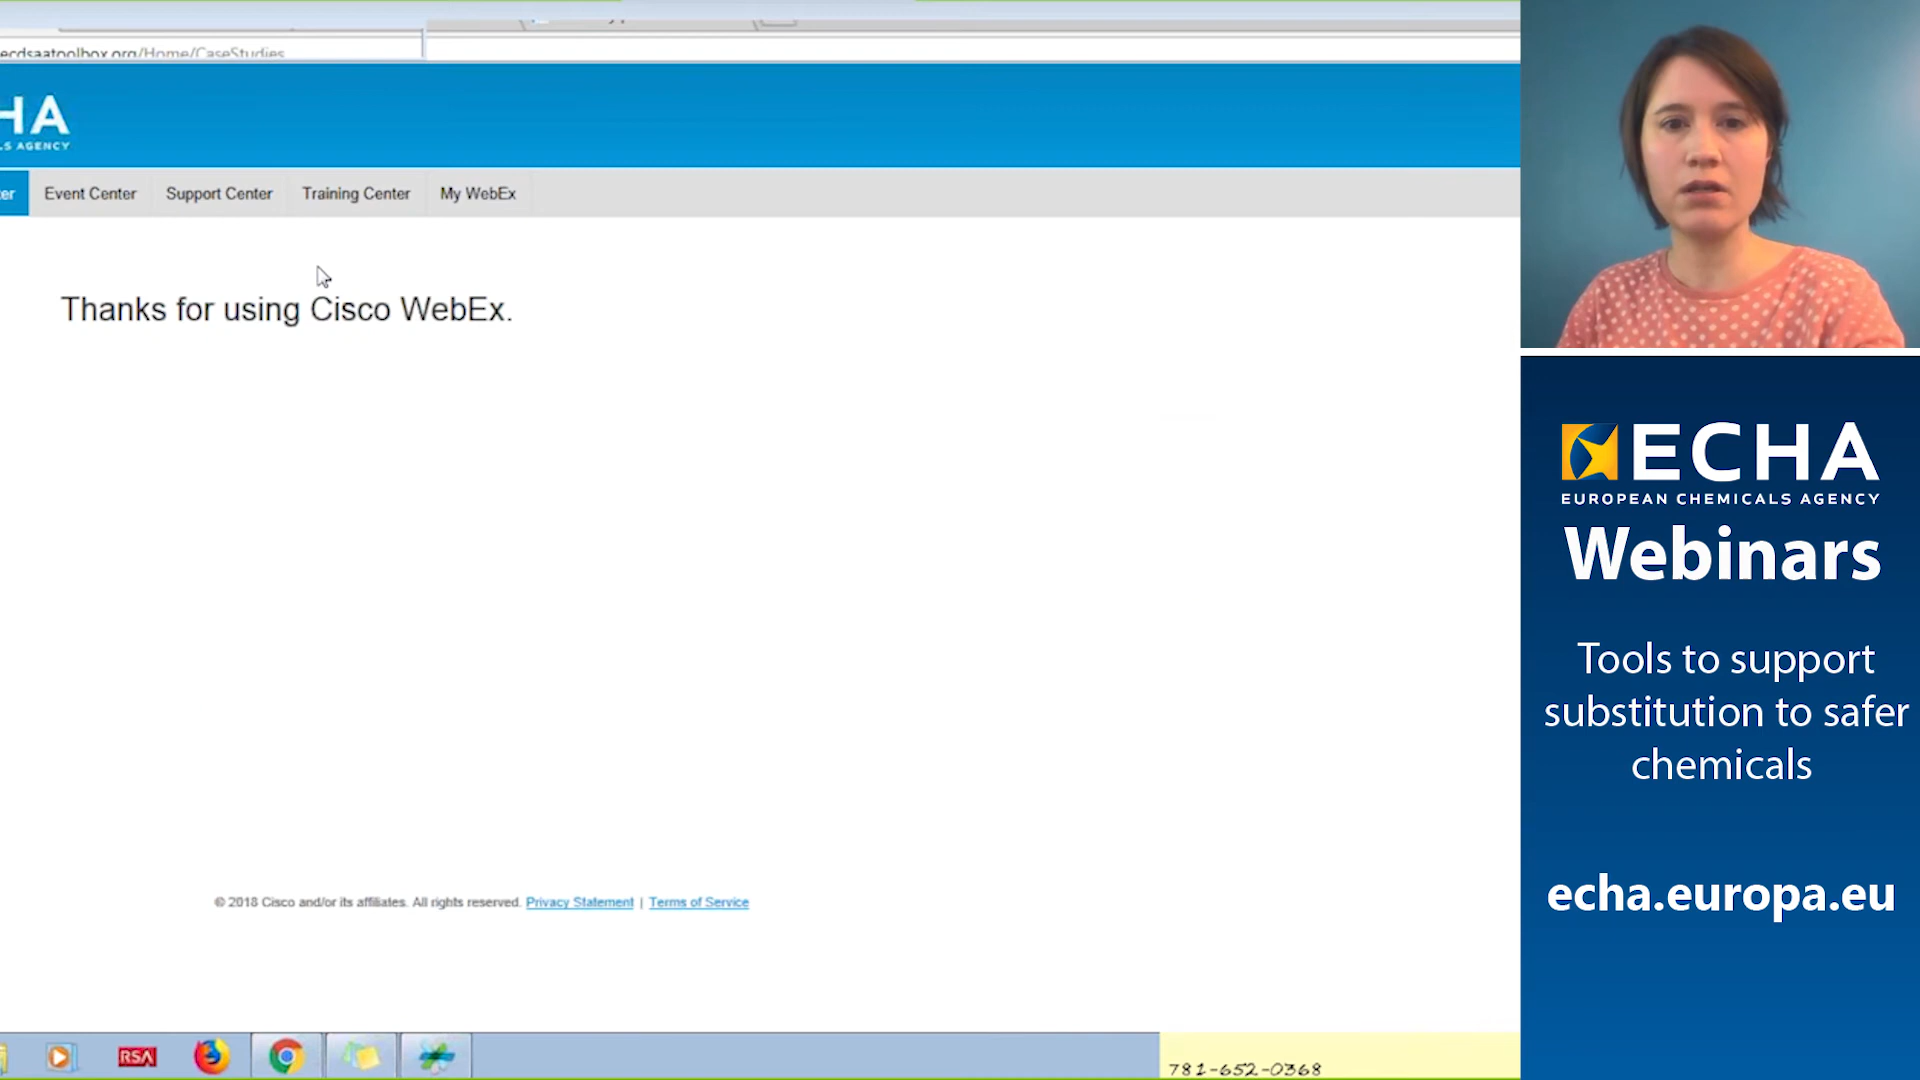 ecdsaatoolbox.org/Home/CaseStudies
HA
LS AGENCY
er
Event Center
Support Center
Training Center
My WebEx
Thanks for using Cisco WebEx.
© 2018 Cisco and/or its affiliates. All rights reserved. Privacy Statement | Terms of Service
RSA
781-652-0368
ECHA
EUROPEAN CHEMICALS AGENCY
Webinars
Tools to support
substitution to safer
chemicals
echa.europa.eu